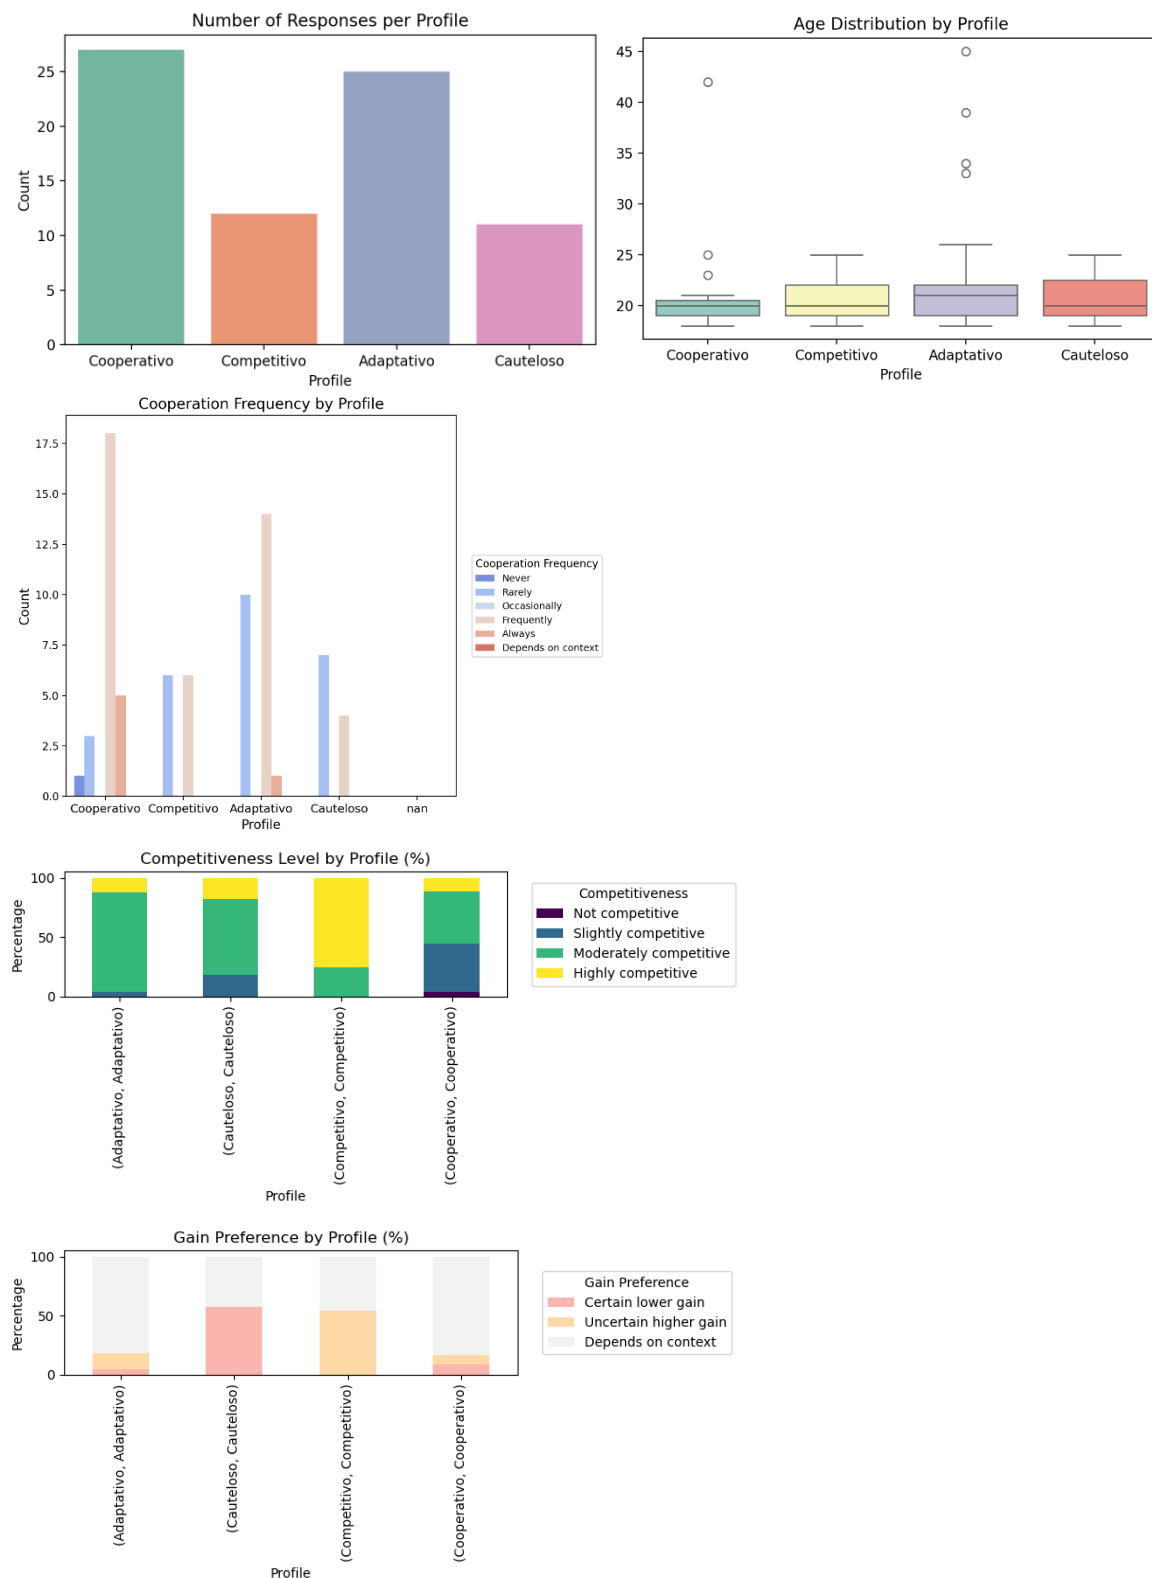 Number of Responses per Profile
Count
25
20
15
10
5
0
Cooperativo Competitivo Adaptativo Cauteloso
Profile
Age Distribution by Profile
45
40
35
30
25
20
Cooperativo Competitivo Adaptativo Cauteloso
Profile
Cooperation Frequency by Profile
Count
17.5
15.0
12.5
10.0
7.5
5.0
2.5
0.0
Cooperativo Competitivo Adaptativo Cauteloso nan
Profile
Cooperation Frequency
Never
Rarely
Occasionally
Frequently
Always
Depends on context
Competitiveness Level by Profile (%)
Percentage
100
50
0
(Adaptativo, Adaptativo)
(Cauteloso, Cauteloso)
(Competitivo, Competitivo)
(Cooperativo, Cooperativo)
Profile
Competitiveness
Not competitive
Slightly competitive
Moderately competitive
Highly competitive
Gain Preference by Profile (%)
Percentage
100
50
0
(Adaptativo, Adaptativo)
(Cauteloso, Cauteloso)
(Competitivo, Competitivo)
(Cooperativo, Cooperativo)
Profile
Gain Preference
Certain lower gain
Uncertain higher gain
Depends on context